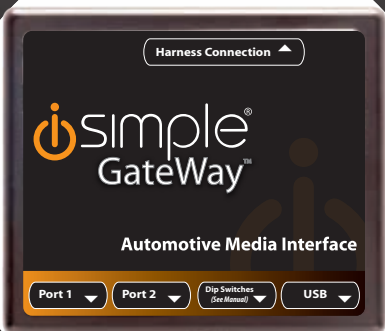 Harness Connection
isimple®
GateWay™
Automotive Media Interface
Port 1
Port 2
Dip Switches
(See Manual)
USB